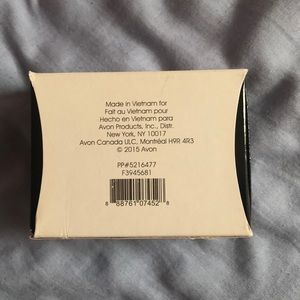 Made in Vietnam for
Fait au Vietnam pour
Hecho en Vietnam para
Avon Products, Inc., Distr.
New York, NY 10017
Avon Canada ULC, Montréal H9R 4R3
© 2015 Avon
PP#5216477
F3945681
8 88761 07452 8